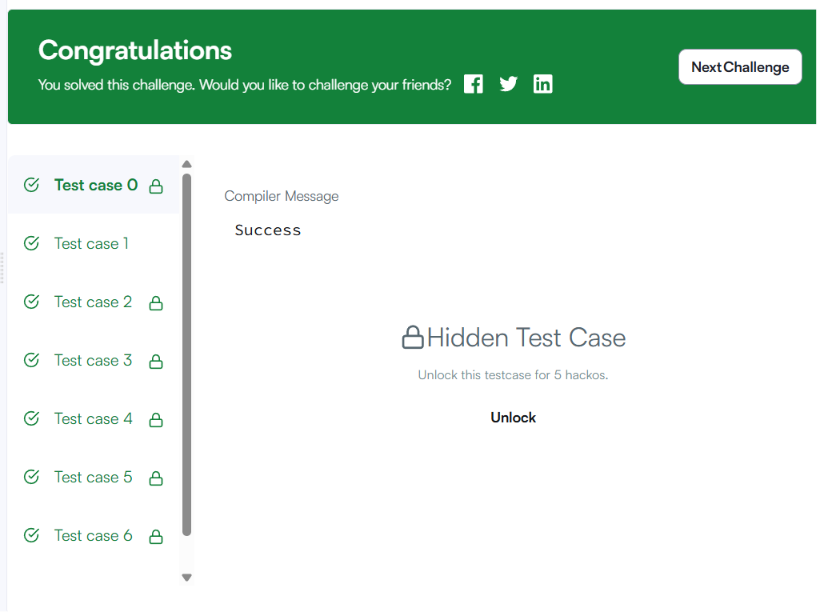 Congratulations
You solved this challenge. Would you like to challenge your friends?
Next Challenge
Test case 0
Test case 1
Test case 2
Test case 3
Test case 4
Test case 5
Test case 6
Compiler Message
Success
Hidden Test Case
Unlock this testcase for 5 hackos.
Unlock